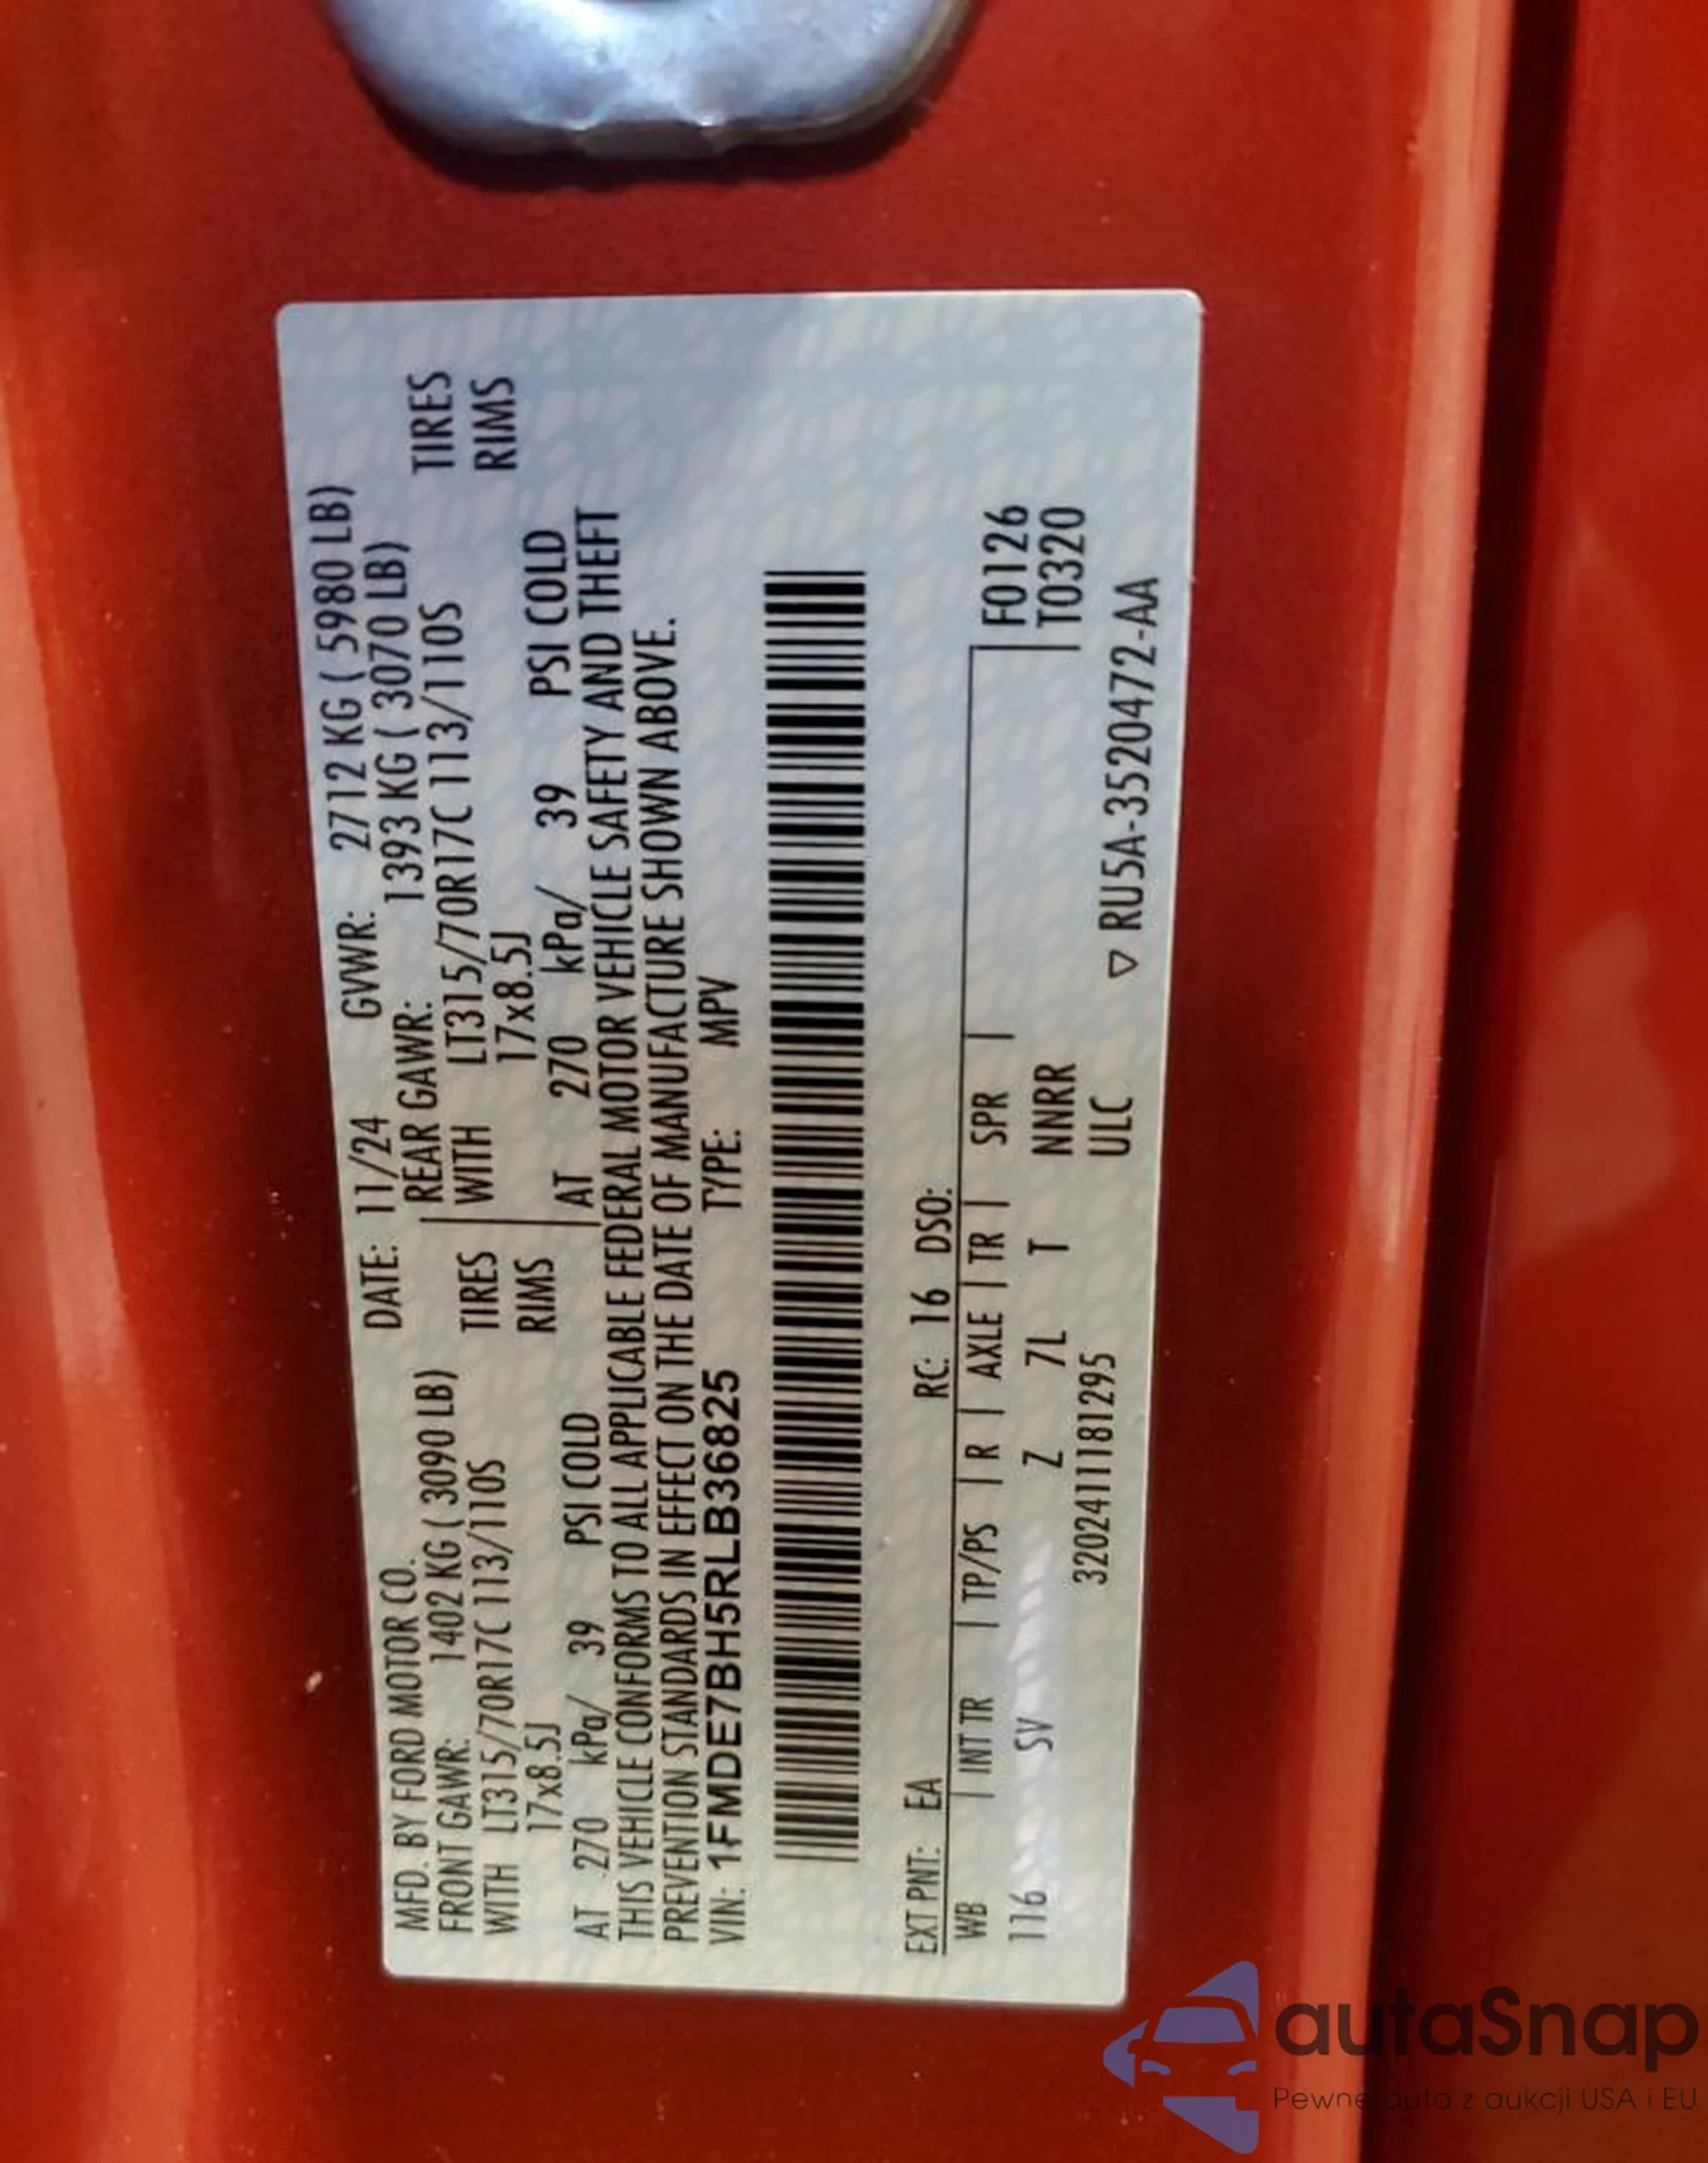 MFD. BY FORD MOTOR CO. DATE: 11/24 GVWR: 2712 KG ( 5980 LB)
FRONT GAWR: 1402 KG ( 3090 LB) REAR GAWR: 1393 KG ( 3070 LB)
WITH LT315/70R17C 113/110S TIRES WITH LT315/70R17C 113/110S TIRES
17x8.5J RIMS 17x8.5J RIMS
AT 270 kPa/ 39 PSI COLD AT 270 kPa/ 39 PSI COLD
THIS VEHICLE CONFORMS TO ALL APPLICABLE FEDERAL MOTOR VEHICLE SAFETY AND THEFT
PREVENTION STANDARDS IN EFFECT ON THE DATE OF MANUFACTURE SHOWN ABOVE.
VIN: 1FMDE7BH5RLB36825 TYPE: MPV
EXT PNT: EA RC: 16 DSO:
WB | INT TR | TP/PS | R | AXLE | TR | SPR | F0126
116 SV Z 7L T NNRR T0320
3202411181295 ULC ▽ RU5A-3520472-AA
autaSnap
Pewne auta z aukcji USA i EU